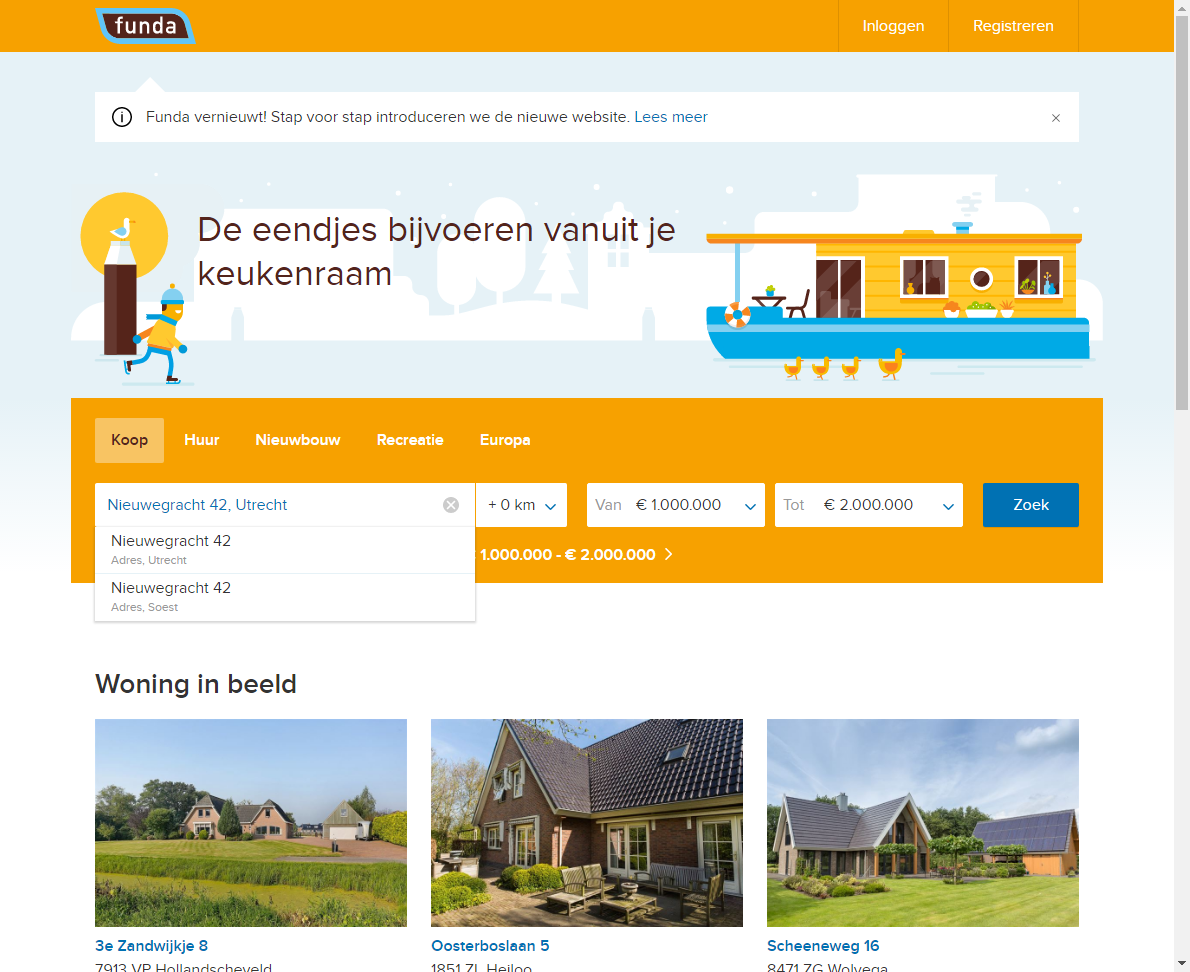 funda
Inloggen
Registreren
Funda vernieuwt! Stap voor stap introduceren we de nieuwe website. Lees meer
De eendjes bijvoeren vanuit je
keukenraam
Koop
Huur
Nieuwbouw
Recreatie
Europa
Nieuwegracht 42, Utrecht
+ 0 km
Van € 1.000.000
Tot € 2.000.000
Zoek
Nieuwegracht 42
Adres, Utrecht
1.000.000 - € 2.000.000
Nieuwegracht 42
Adres, Soest
Woning in beeld
3e Zandwijkje 8
Oosterboslaan 5
Scheeneweg 16
7913 VP Hollandscheveld
1851 ZL Heiloo
8471 ZG Wolvega